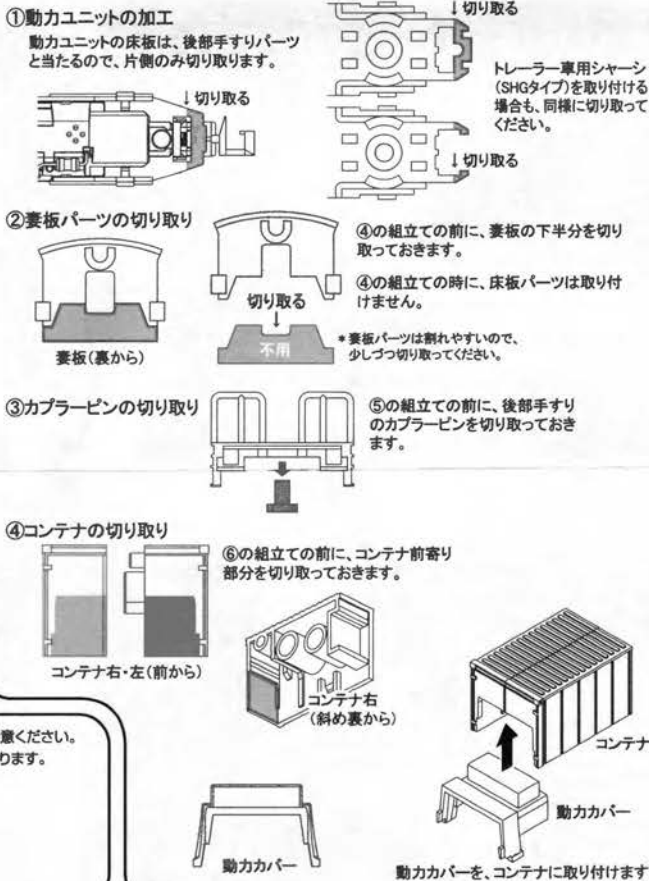 ①動力ユニットの加工
動力ユニットの床板は、後部手すりパーツ
と当たるので、片側のみ切り取ります。
↓切り取る
↓切り取る
トレーラー車用シャーシ
(SHGタイプ)を取り付ける
場合も、同様に切り取って
ください。
↓切り取る
②妻板パーツの切り取り
④の組立ての前に、妻板の下半分を切り
取っておきます。
④の組立ての時に、床板パーツは取り付
けません。
切り取る
↓
不用
妻板(裏から)
*妻板パーツは割れやすいので、
少しづつ切り取ってください。
③カプラーピンの切り取り
⑤の組立ての前に、後部手すり
のカプラーピンを切り取っておき
ます。
④コンテナの切り取り
⑥の組立ての前に、コンテナ前寄り
部分を切り取っておきます。
コンテナ右・左(前から)
コンテナ右
(斜め裏から)
意ください。
ります。
コンテナ
動力カバー
動力カバー
動力カバーを、コンテナに取り付けます